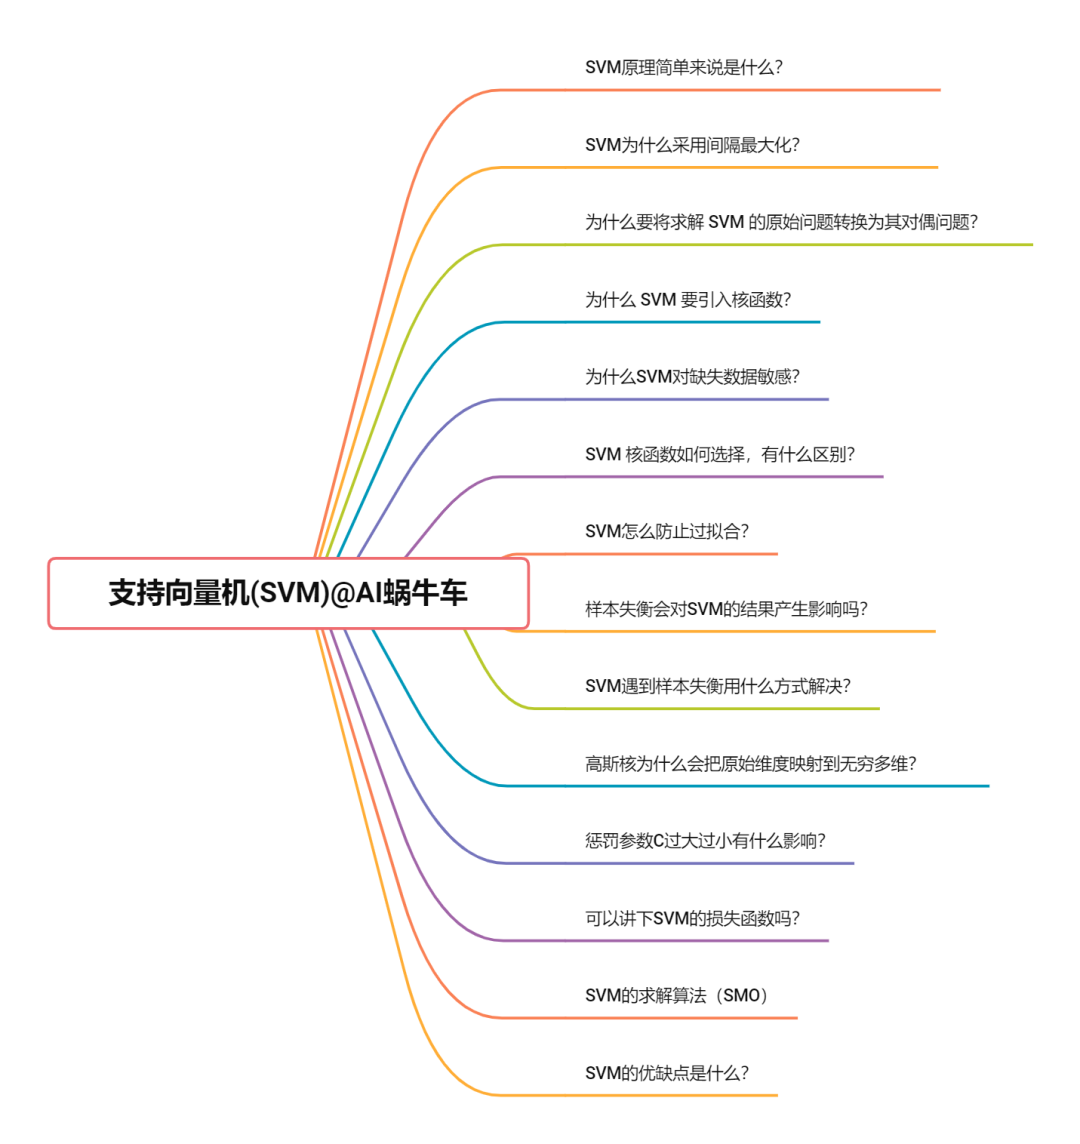 SVM原理简单来说是什么？
SVM为什么采用间隔最大化？
为什么要将求解 SVM 的原始问题转换为其对偶问题？
为什么 SVM 要引入核函数？
为什么SVM对缺失数据敏感？
SVM 核函数如何选择，有什么区别？
SVM怎么防止过拟合？
支持向量机(SVM)@AI蜗牛车
样本失衡会对SVM的结果产生影响吗？
SVM遇到样本失衡用什么方式解决？
高斯核为什么会把原始维度映射到无穷多维？
惩罚参数C过大过小有什么影响？
可以讲下SVM的损失函数吗？
SVM的求解算法（SMO）
SVM的优缺点是什么？